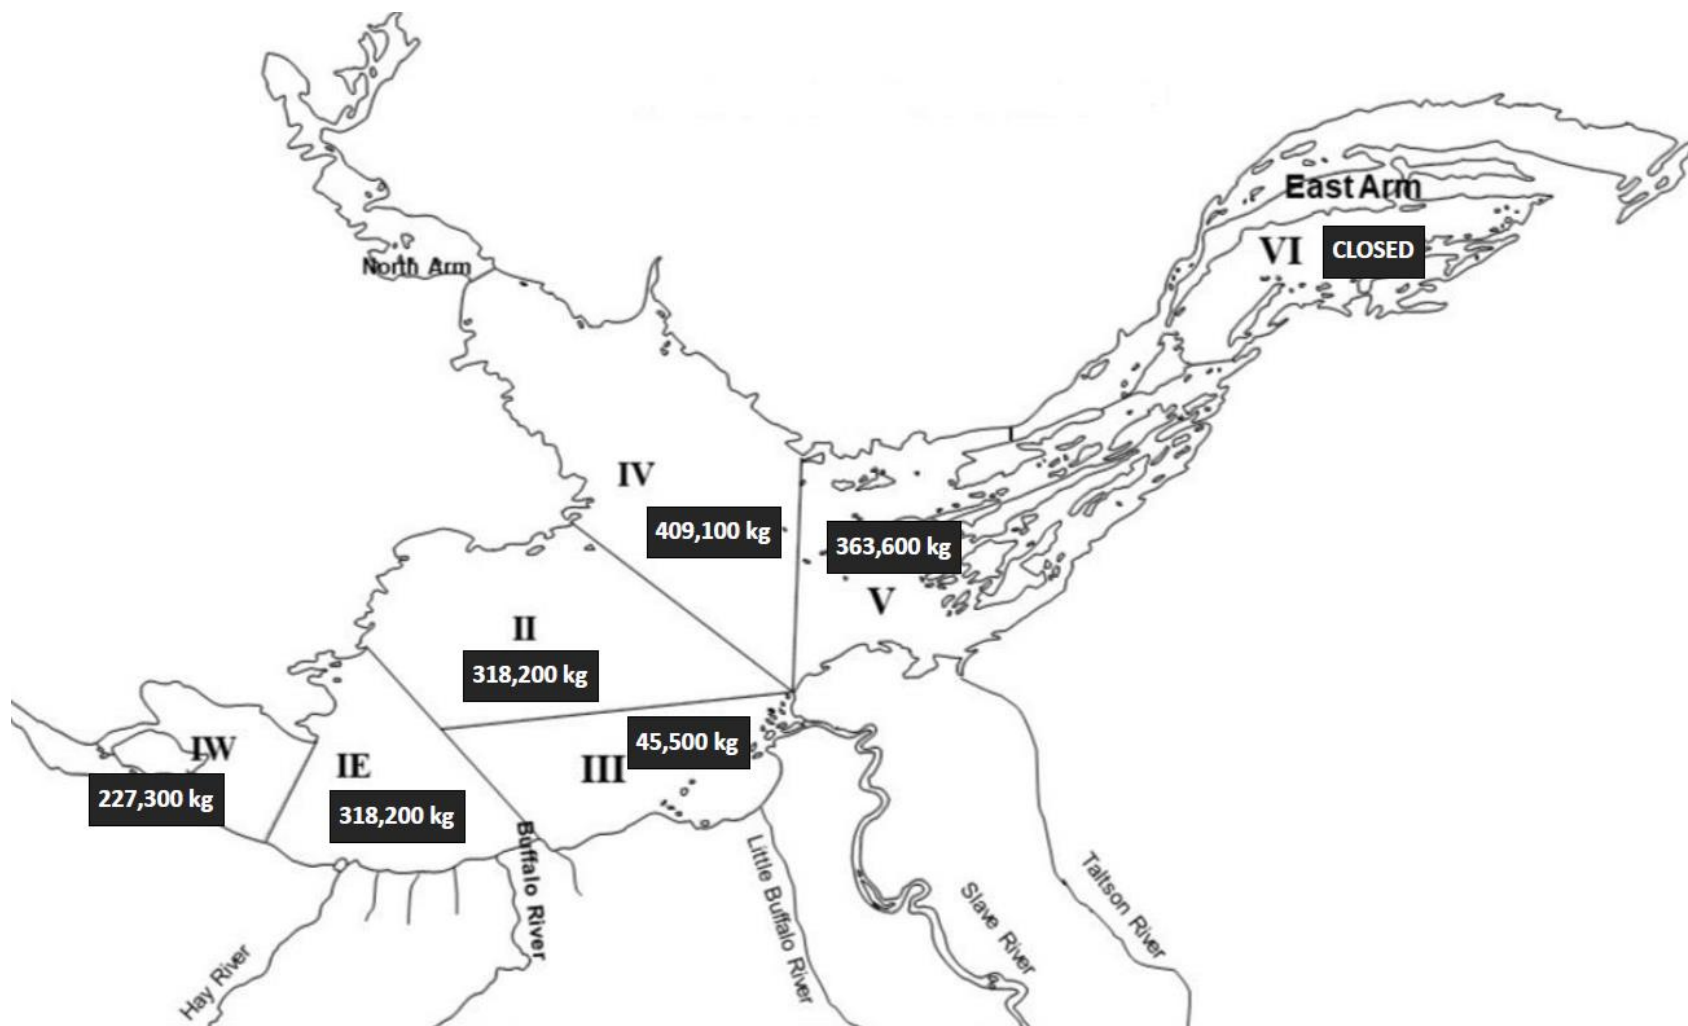 East Arm
VI
CLOSED
North Arm
IV
409,100 kg
363,600 kg
V
II
318,200 kg
45,500 kg
III
IW
227,300 kg
IE
318,200 kg
Buffalo River
Little Buffalo River
Slave River
Taltson River
Hay River